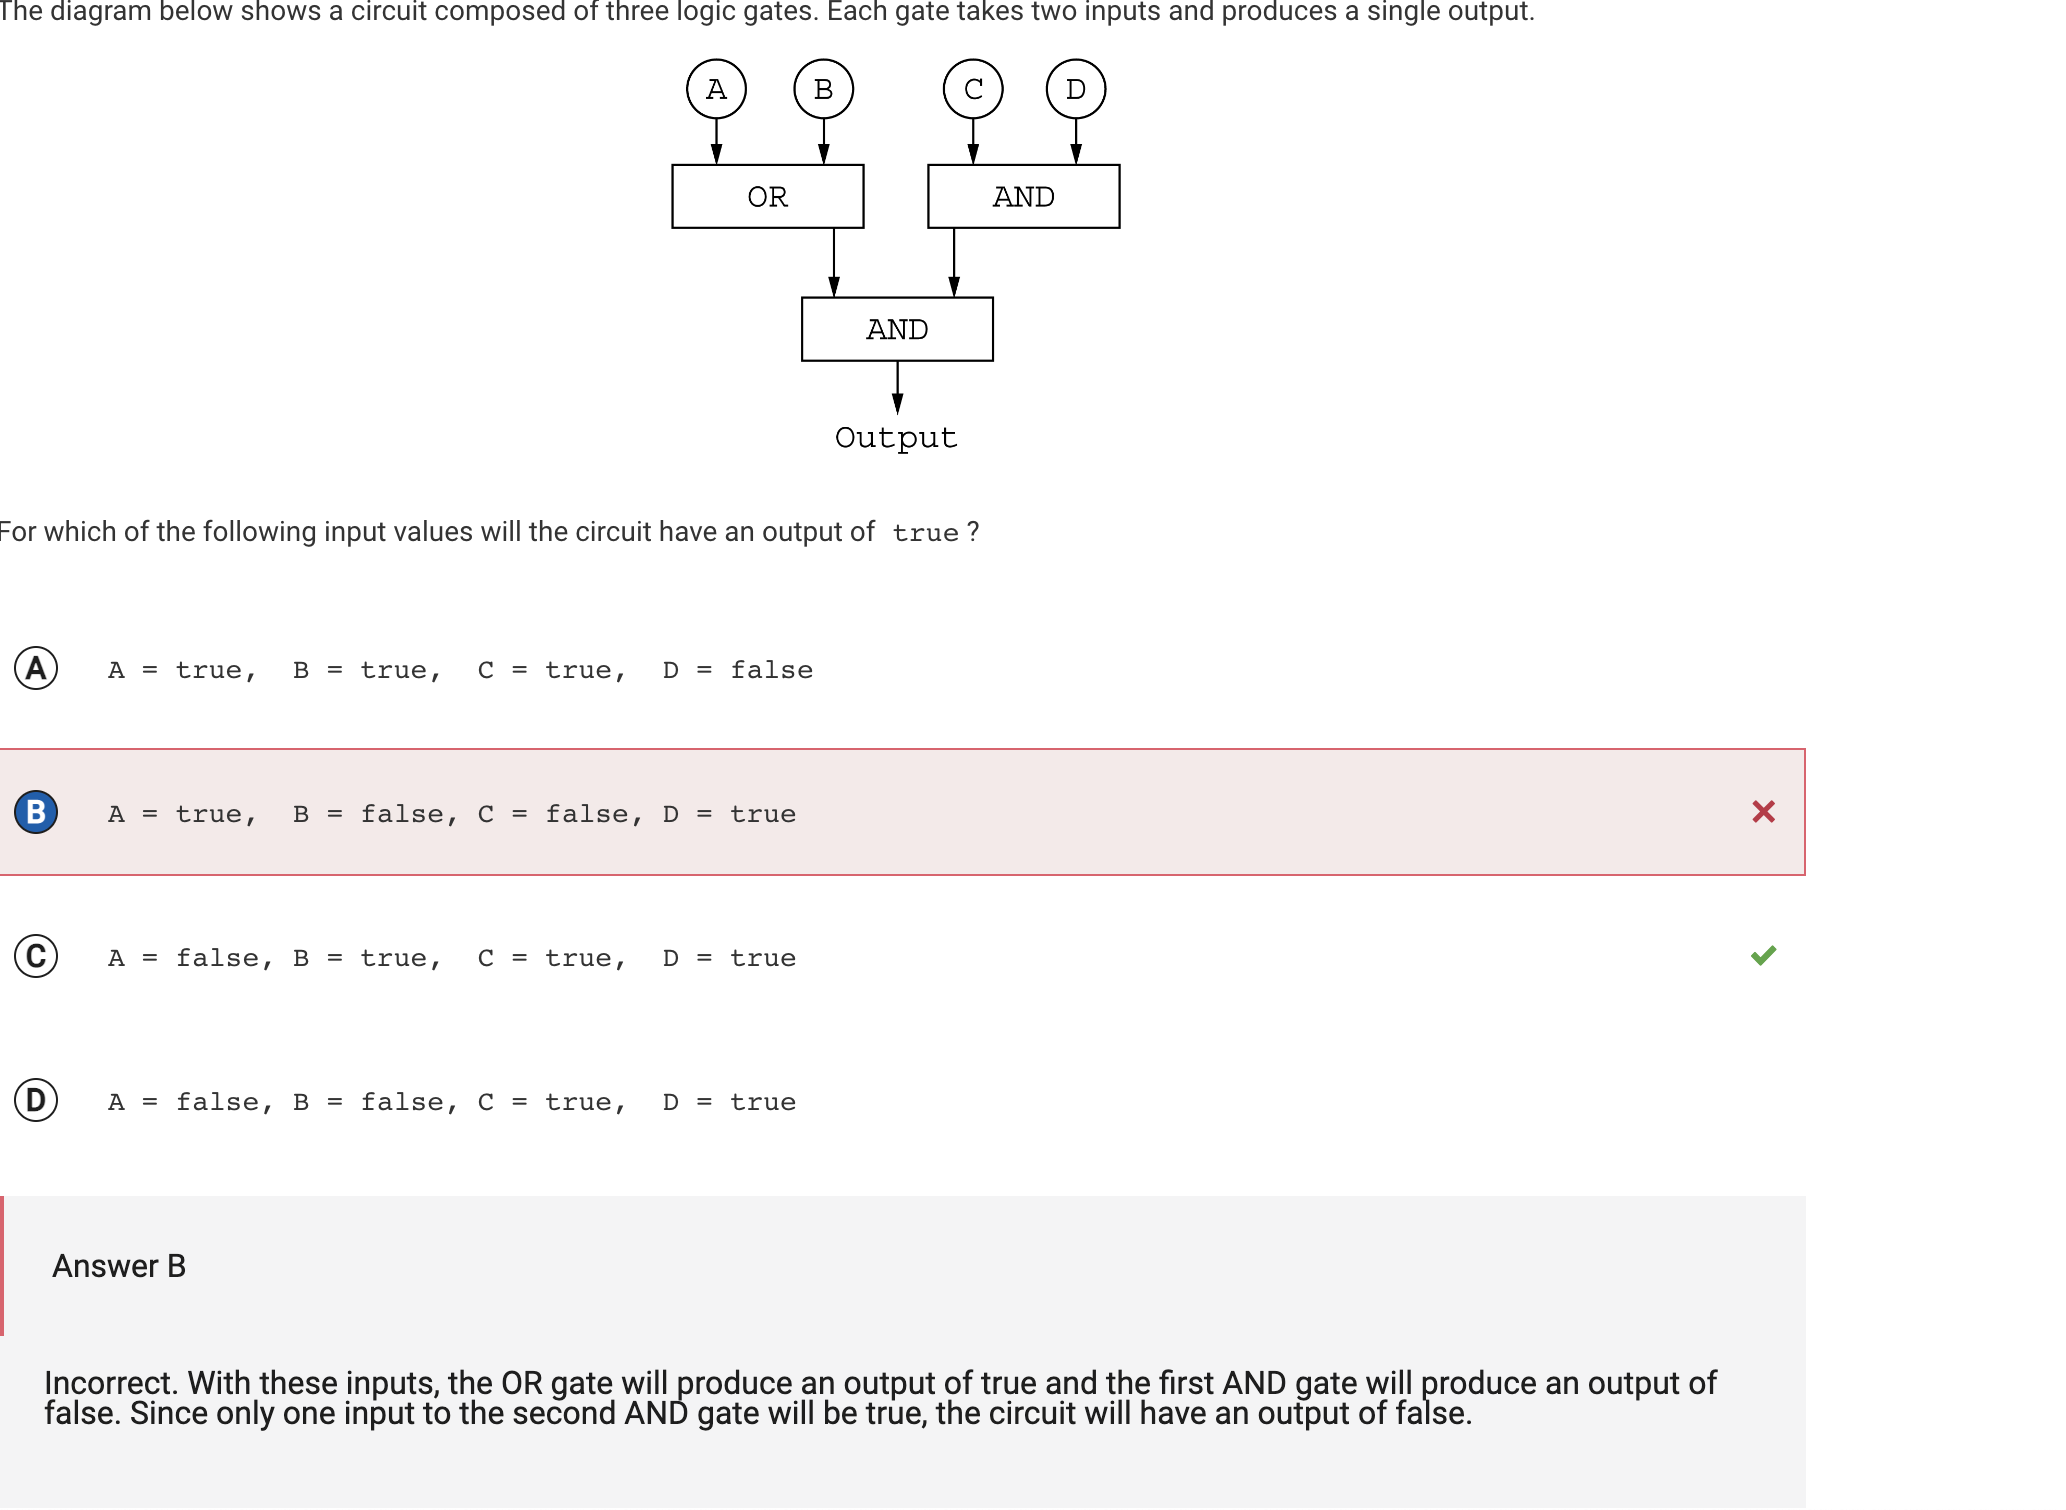 The diagram below shows a circuit composed of three logic gates. Each gate takes two inputs and produces a single output.
A B C D
OR AND
AND
Output
For which of the following input values will the circuit have an output of true ?
A A = true, B = true, C = true, D = false
B A = true, B = false, C = false, D = true
C A = false, B = true, C = true, D = true
D A = false, B = false, C = true, D = true
Answer B
Incorrect. With these inputs, the OR gate will produce an output of true and the first AND gate will produce an output of
false. Since only one input to the second AND gate will be true, the circuit will have an output of false.